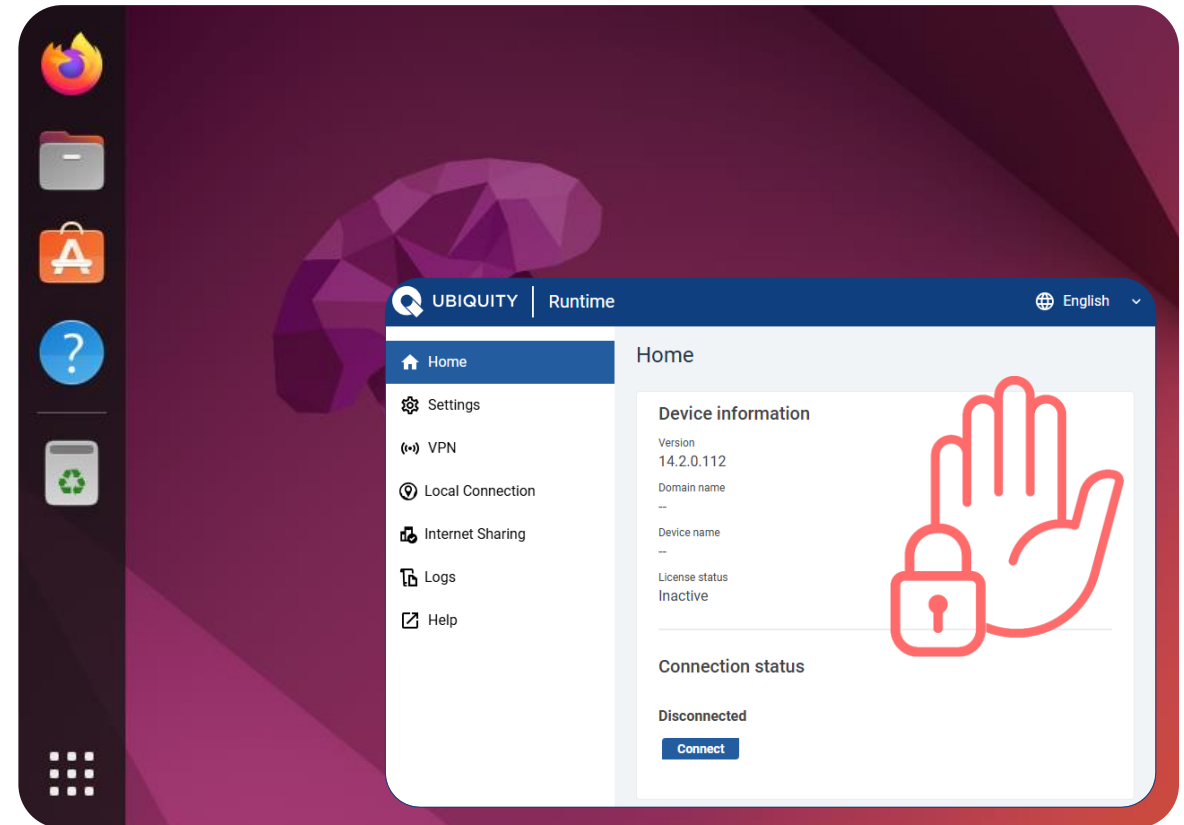 UBIQUITY Runtime
English
Home
Home
Settings
VPN
Local Connection
Internet Sharing
Logs
Help
Device information
Version
14.2.0.112
Domain name
--
Device name
--
License status
Inactive
Connection status
Disconnected
Connect